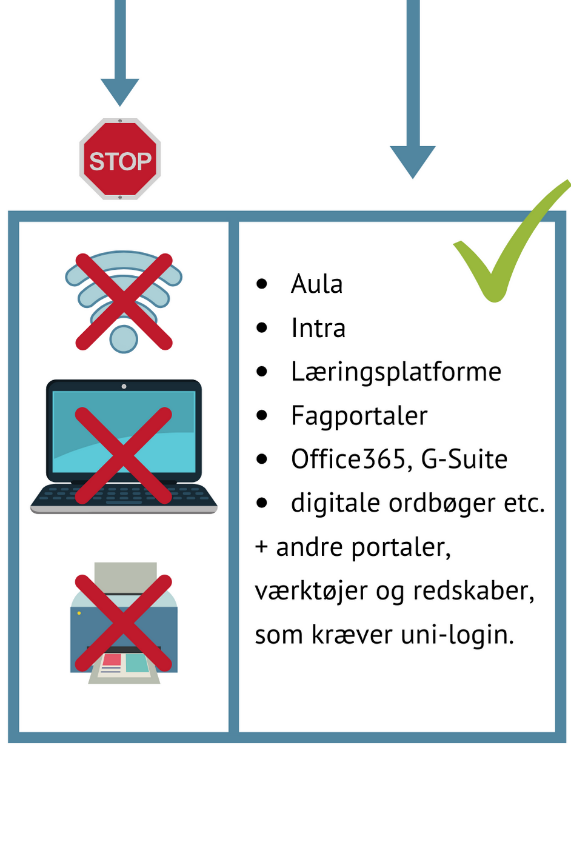 STOP
• Aula
• Intra
• Læringsplatforme
• Fagportaler
• Office365, G-Suite
• digitale ordbøger etc.
+ andre portaler,
værktøjer og redskaber,
som kræver uni-login.